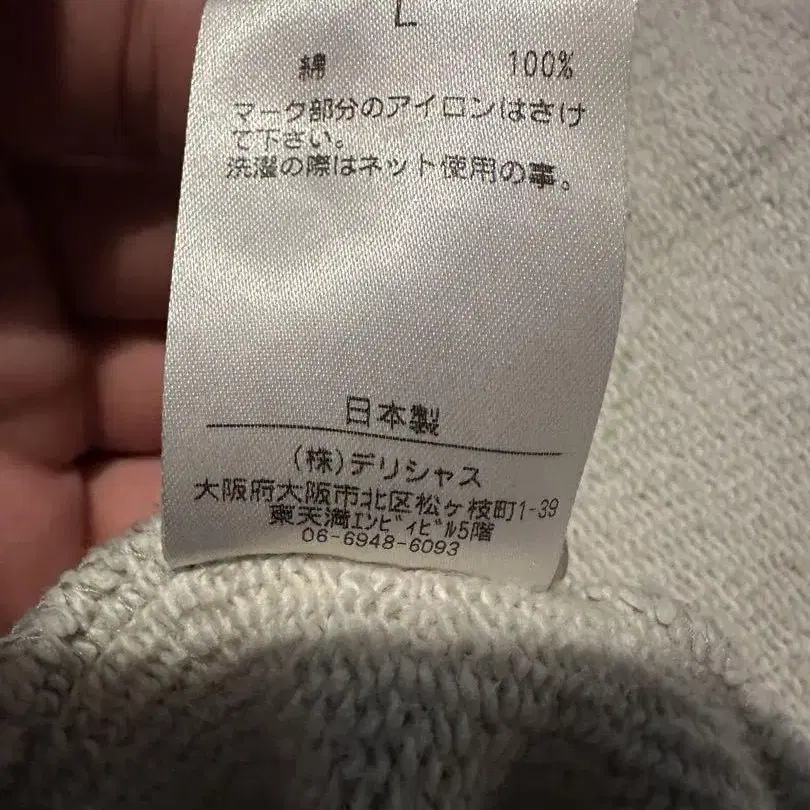 L
綿 100%
マーク部分のアイロンはさけ
て下さい。
洗濯の際はネット使用の事。
日本製
(株)デリシャス
大阪府大阪市北区松ヶ枝町1-39
東天満エンビィビル5階
06-6948-6093